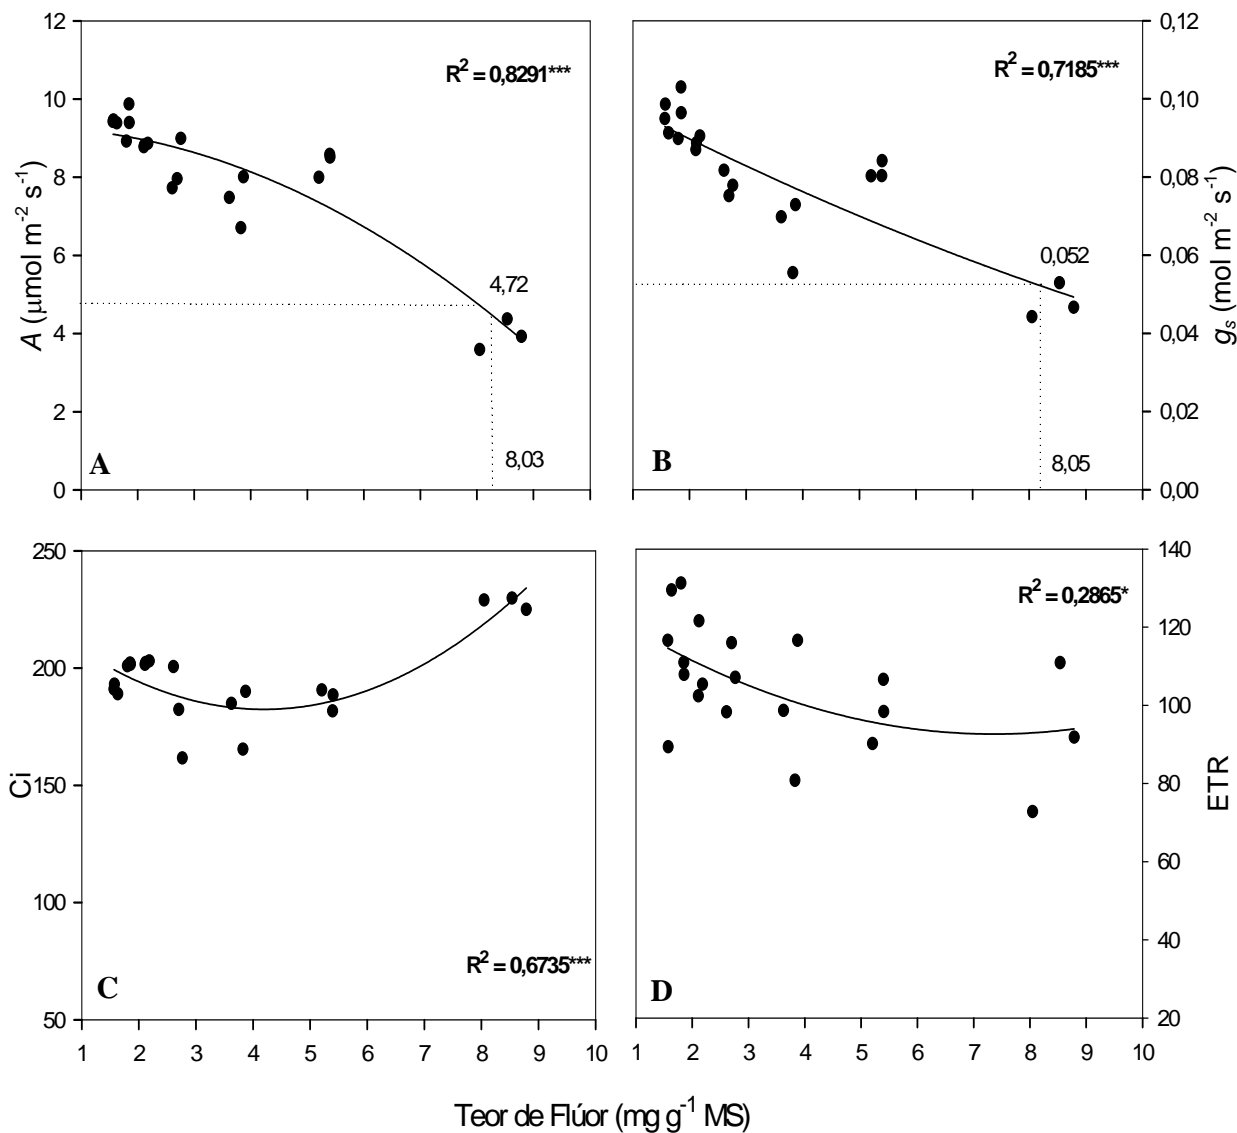 12
10
8
6
4
2
0
A (μmol m⁻² s⁻¹)
R² = 0,8291***
4,72
8,03
A
R² = 0,7185***
0,052
8,05
B
0,12
0,10
0,08
0,06
0,04
0,02
0,00
gₛ (mol m⁻² s⁻¹)
250
200
150
100
50
Ci
R² = 0,6735***
C
1 2 3 4 5 6 7 8 9 10
R² = 0,2865*
D
140
120
100
80
60
40
20
ETR
1 2 3 4 5 6 7 8 9 10
Teor de Flúor (mg g⁻¹ MS)